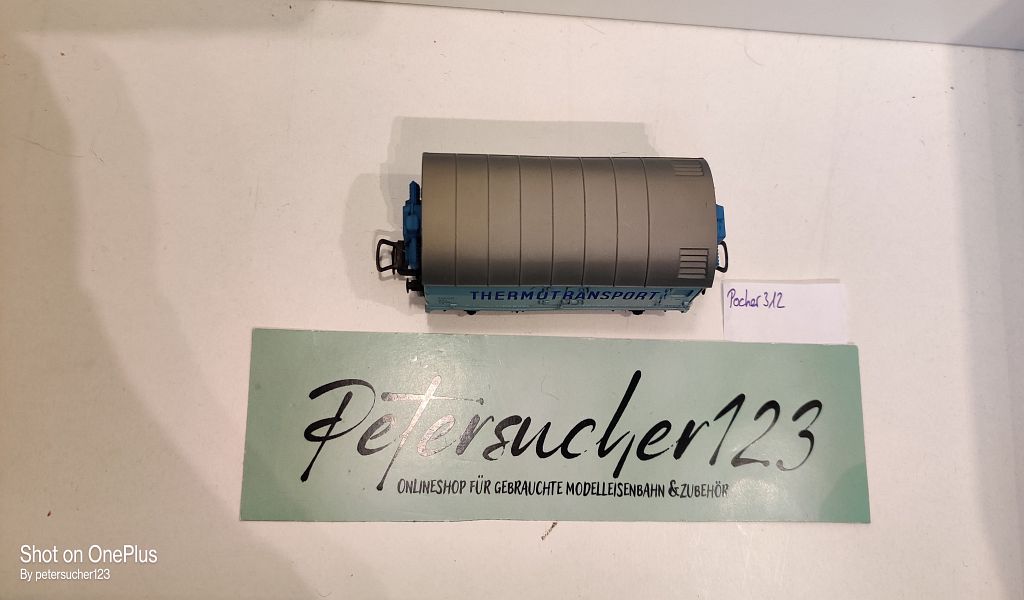 THERMOTRANSPORT
Pocher 312
Petersucher123
ONLINESHOP FÜR GEBRAUCHTE MODELLEISENBAHN & ZUBEHÖR
Shot on OnePlus
By petersucher123